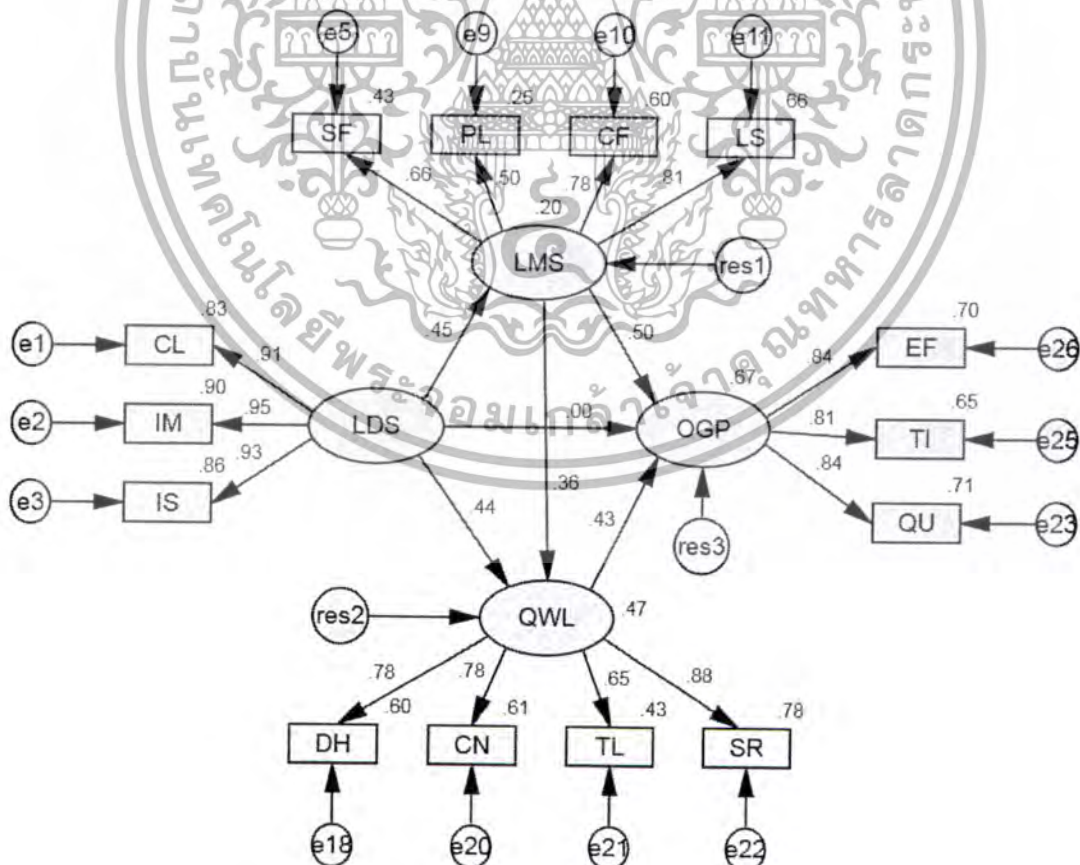 e5 e9 e10 e11
.43 .25 .60 .66
SF PL CF LS
.66 .50 .78 .81
.20
LMS res1
.83 .45 .50 .70
e1 CL .91 .84 EF e26
.90 .67 .65
e2 IM .95 LDS .00 OGP .81 TI e25
.86 .93 .36 .84 .71
e3 IS .44 .43 QU e23
res3
res2 QWL .47
.78 .78 .65 .88
.60 .61 .43 .78
DH CN TL SR
e18 e20 e21 e22